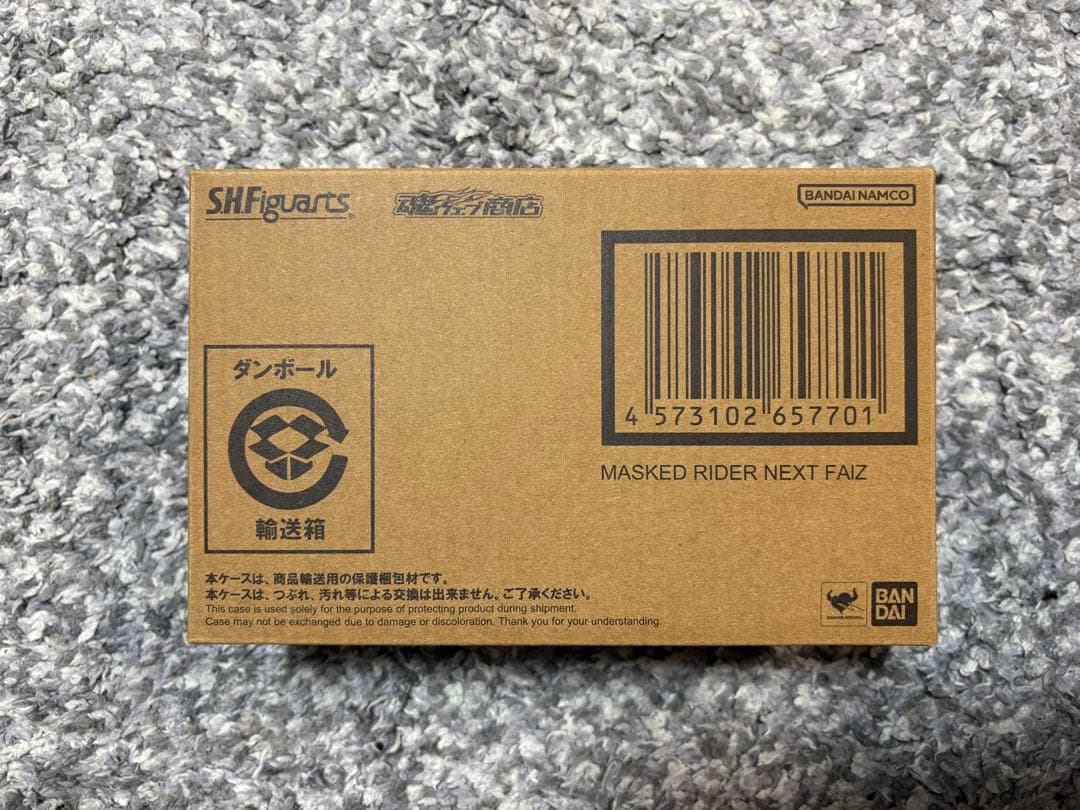 S.H.Figuarts
魂ウェブ商店
BANDAI NAMCO
4 573102 657701
MASKED RIDER NEXT FAIZ
ダンボール
輸送箱
本ケースは、商品輸送用の保護梱包材です。
本ケースは、つぶれ、汚れ等による交換は出来ません。ご了承ください。
This case is used solely for the purpose of protecting product during shipment.
Case may not be exchanged due to damage or discoloration. Thank you for your understanding.
TAMASHII NATIONS
BAN
DAI